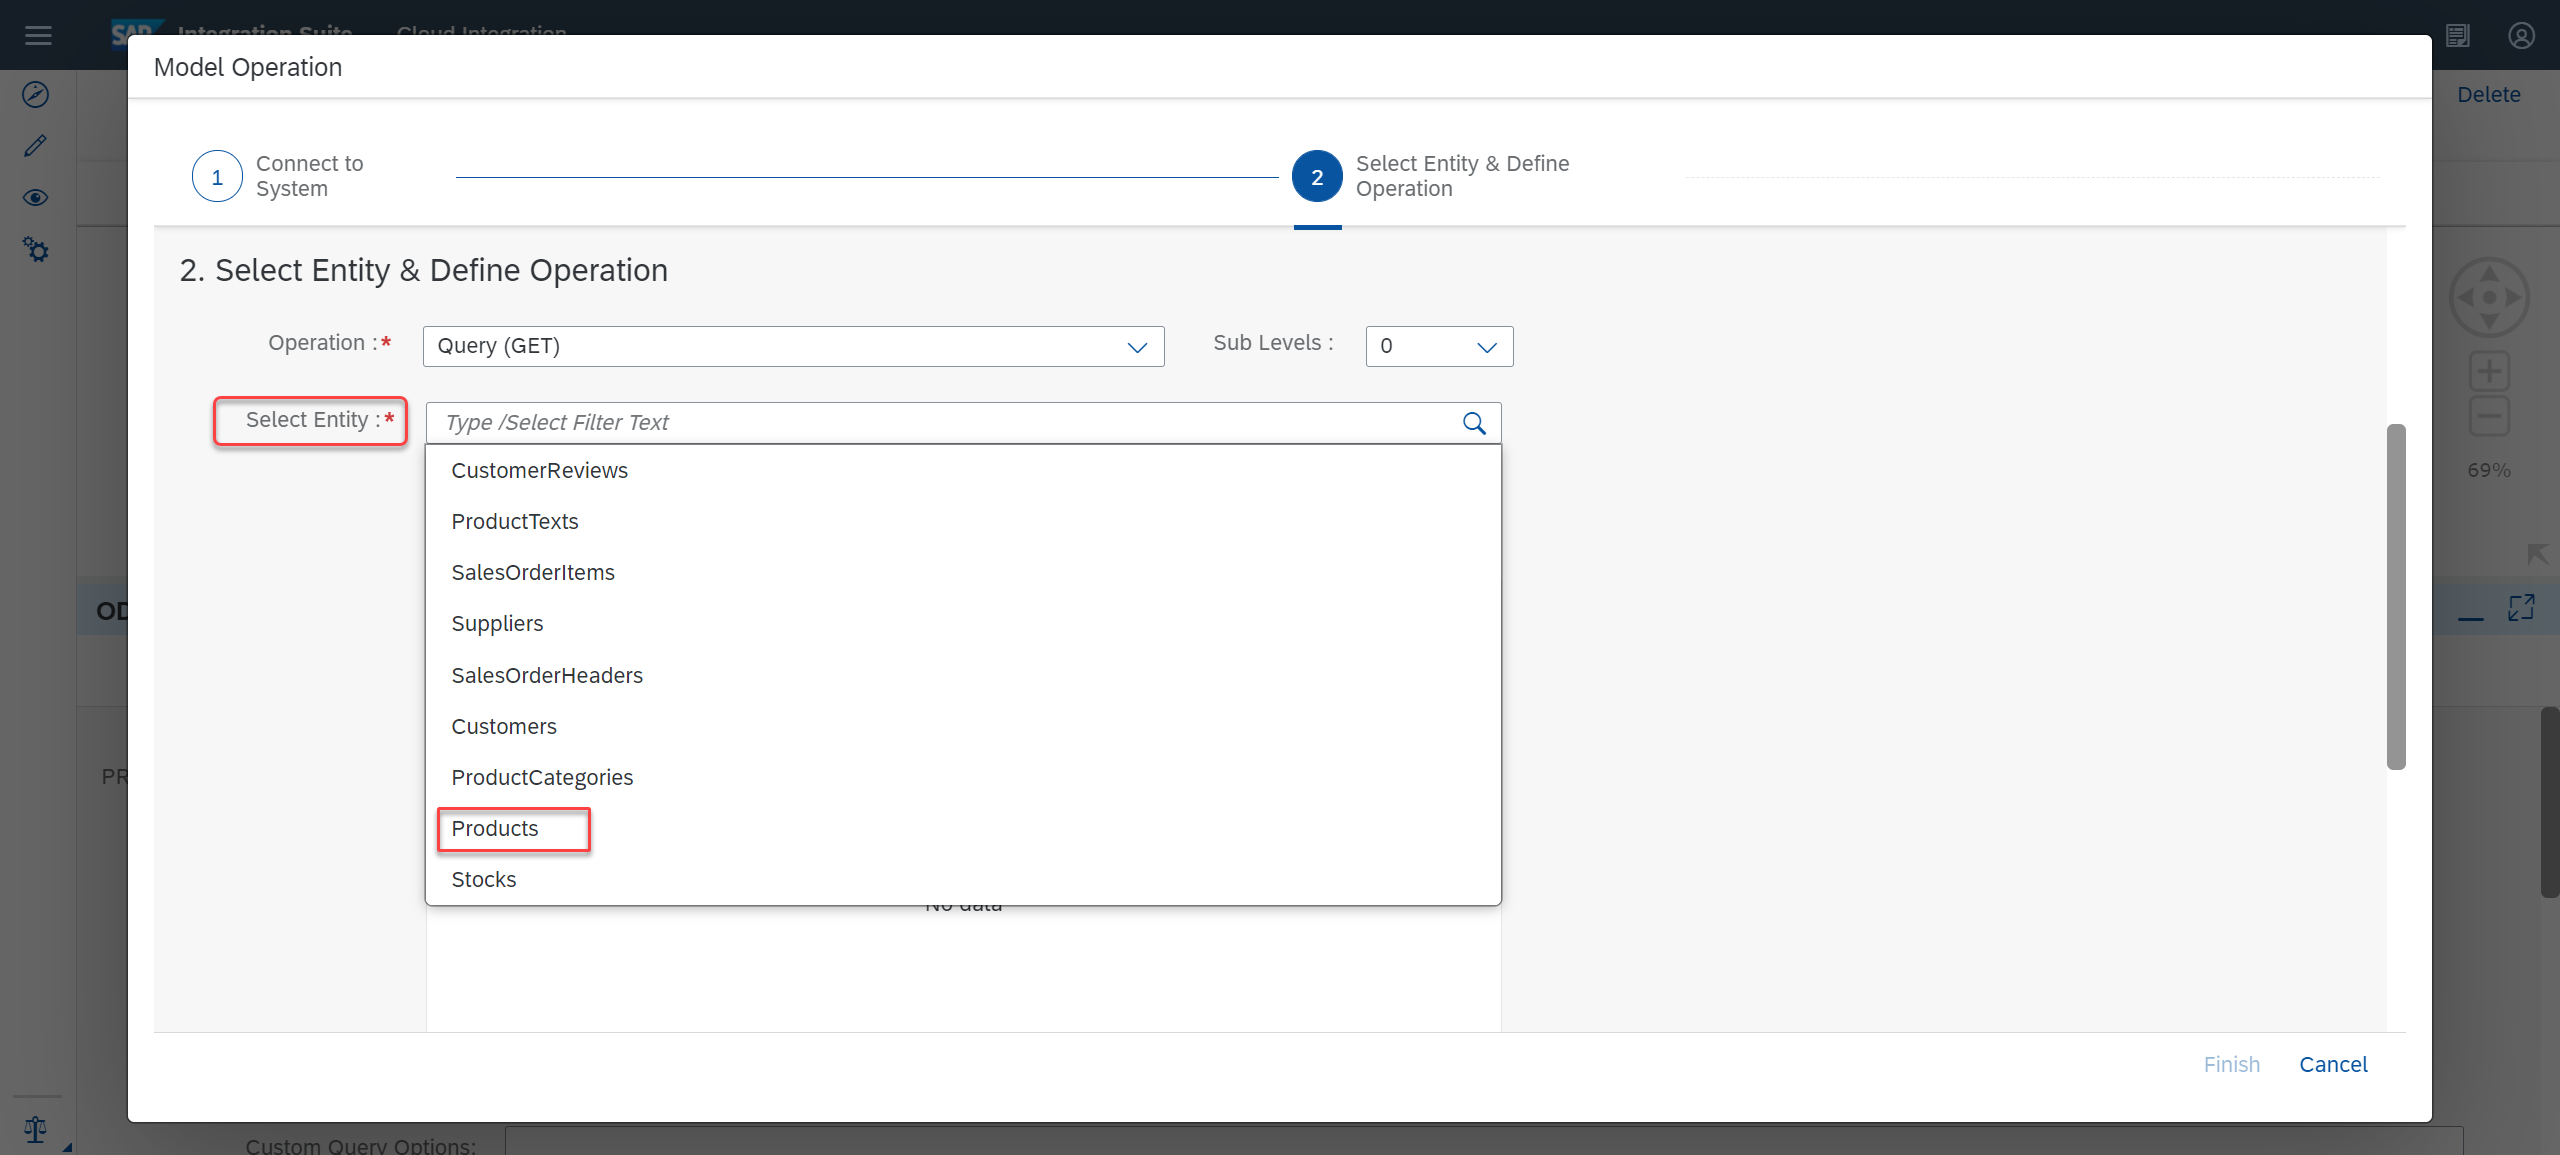 SAP Integration Suite Cloud Integration
Model Operation
Delete
1 Connect to
System
2 Select Entity & Define
Operation
2. Select Entity & Define Operation
Operation :* Query (GET) Sub Levels : 0
Select Entity :* Type /Select Filter Text
CustomerReviews
69%
ProductTexts
SalesOrderItems
Suppliers
OD
SalesOrderHeaders
Customers
ProductCategories
PR
Products
Stocks
No data
Finish Cancel
Custom Query Options: